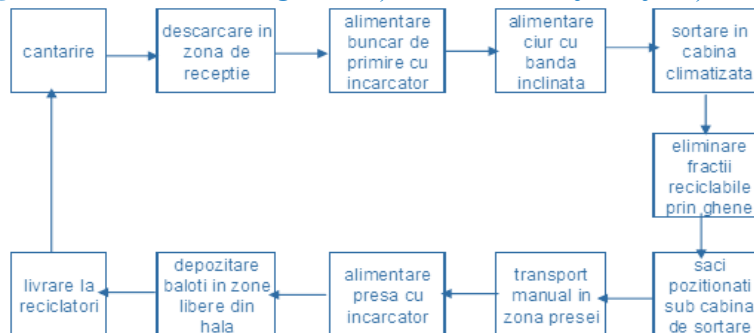 cantarire
descarcare in
zona de
receptie
alimentare
buncar de
primire cu
incarcator
alimentare
ciur cu
banda
inclinata
sortare in
cabina
climatizata
eliminare
fractii
reciclabile
prin ghene
saci
pozitionati
sub cabina
de sortare
transport
manual in
zona presei
alimentare
presa cu
incarcator
depozitare
baloti in zone
libere din
hala
livrare la
reciclatori